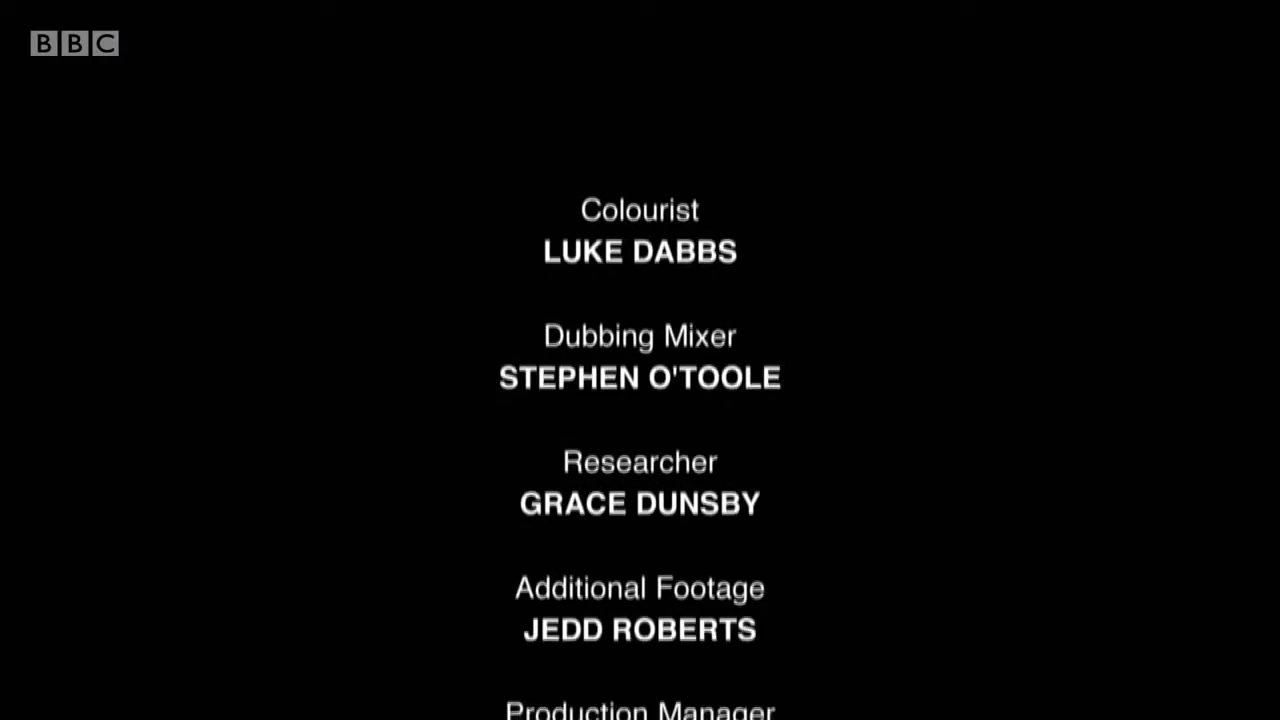 BBC
Colourist
LUKE DABBS
Dubbing Mixer
STEPHEN O'TOOLE
Researcher
GRACE DUNSBY
Additional Footage
JEDD ROBERTS
Production Manager